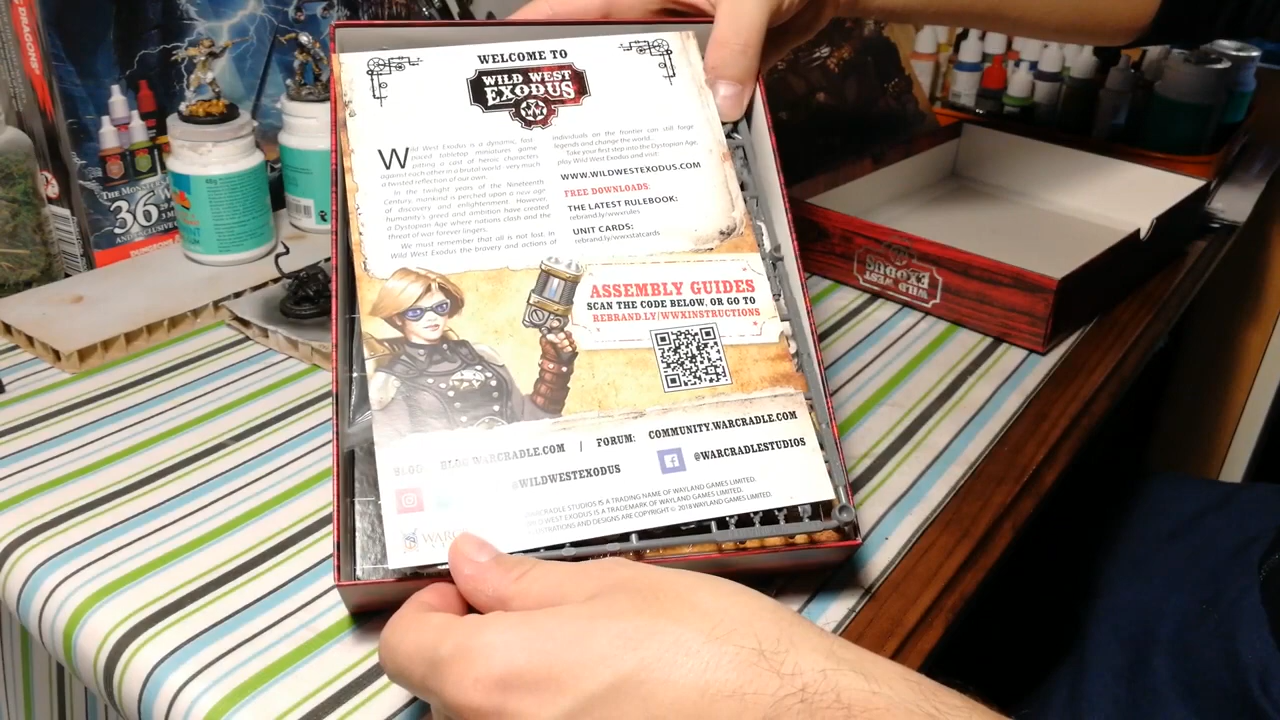 WELCOME TO
WILD WEST
EXODUS
Wild West Exodus is a dynamic, fast
paced tabletop miniatures game
putting a cast of heroic characters
against each other in a brutal world very much
a twisted reflection of our own.
In the twilight years of the Nineteenth
Century, mankind is perched upon a new age
of discovery and enlightenment. However,
humanity's greed and ambition have created
a Dystopian Age where nations clash and the
threat of war forever lingers.
We must remember that all is not lost. In
Wild West Exodus the bravery and actions of
individuals on the frontier can still forge
legends and change the world...
Take your first step into the Dystopian Age,
play Wild West Exodus and visit:
WWW.WILDWESTEXODUS.COM
FREE DOWNLOADS:
THE LATEST RULEBOOK:
rebrand.ly/wwxrules
UNIT CARDS:
rebrand.ly/wwxstatcards
ASSEMBLY GUIDES
SCAN THE CODE BELOW, OR GO TO
REBRAND.LY/WWXINSTRUCTIONS
BLOG BLOG.WARCRADLE.COM / FORUM: COMMUNITY.WARCRADLE.COM
@WILDWESTEXODUS
@WARCRADLESTUDIOS
WARCRADLE STUDIOS IS A TRADING NAME OF WAYLAND GAMES LIMITED.
WILD WEST EXODUS IS A TRADEMARK OF WAYLAND GAMES LIMITED.
ILLUSTRATIONS AND DESIGNS ARE COPYRIGHT © 2018 WAYLAND GAMES LIMITED.
WILD WEST
EXODUS
DRAGONS
THE MONSTER
36
AND EXCLUSIVE